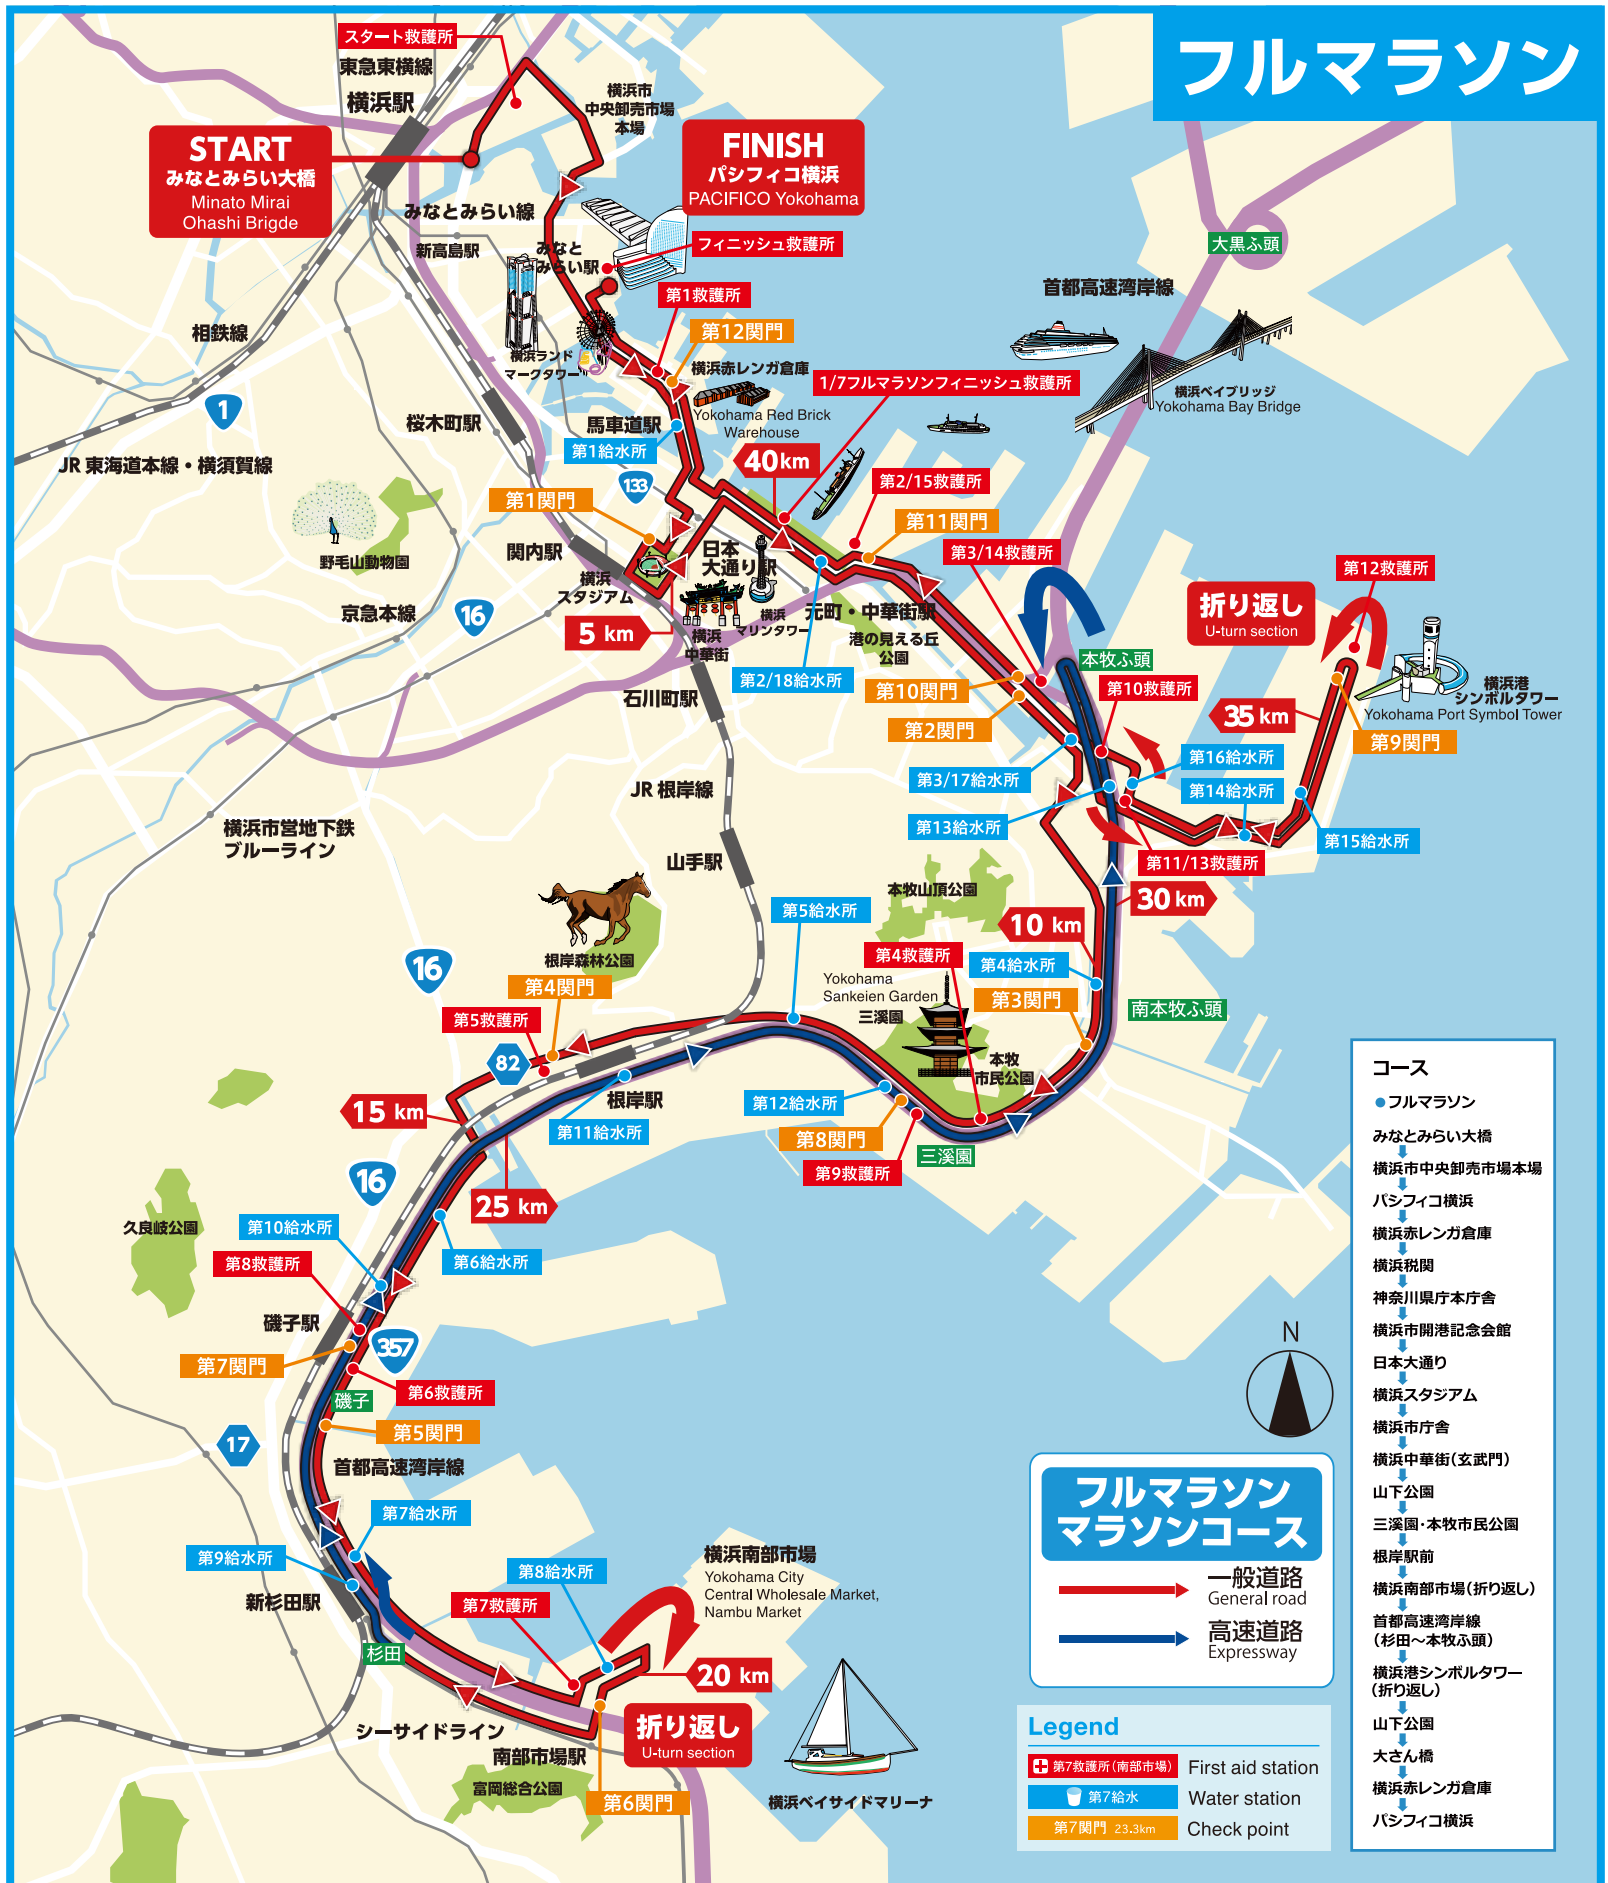 フルマラソン
スタート救護所
東急東横線
横浜駅
横浜市
中央卸売市場
本場
START
みなとみらい大橋
Minato Mirai
Ohashi Brigde
FINISH
パシフィコ横浜
PACIFICO Yokohama
みなとみらい線
新高島駅
みなと
みらい駅
フィニッシュ救護所
大黒ふ頭
首都高速湾岸線
第1救護所
第12関門
相鉄線
横浜ランド
マークタワー
横浜赤レンガ倉庫
Yokohama Red Brick
Warehouse
1/7フルマラソンフィニッシュ救護所
横浜ベイブリッジ
Yokohama Bay Bridge
1
桜木町駅
馬車道駅
第1給水所
40km
JR 東海道本線・横須賀線
133
第1関門
第2/15救護所
第11関門
野毛山動物園
関内駅
日本
大通り駅
第3/14救護所
第12救護所
横浜
スタジアム
京急本線
16
5 km
横浜
中華街
横浜
マリンタワー
元町・中華街駅
港の見える丘
公園
折り返し
U-turn section
本牧ふ頭
第2/18給水所
第10関門
第10救護所
石川町駅
第2関門
35 km
横浜港
シンボルタワー
Yokohama Port Symbol Tower
第9関門
第3/17給水所
第16給水所
第14給水所
JR 根岸線
第13給水所
横浜市営地下鉄
ブルーライン
第15給水所
山手駅
第11/13救護所
本牧山頂公園
30 km
第5給水所
10 km
第4救護所
第4給水所
16
根岸森林公園
第4関門
Yokohama
Sankeien Garden
三溪園
第3関門
南本牧ふ頭
第5救護所
82
本牧
市民公園
15 km
根岸駅
第11給水所
第12給水所
第8関門
第9救護所
三溪園
16
25 km
久良岐公園
第10給水所
第8救護所
第6給水所
磯子駅
357
第7関門
磯子
第6救護所
第5関門
17
首都高速湾岸線
第7給水所
第9給水所
新杉田駅
杉田
第8給水所
第7救護所
横浜南部市場
Yokohama City
Central Wholesale Market,
Nambu Market
20 km
折り返し
U-turn section
シーサイドライン
南部市場駅
富岡総合公園
第6関門
横浜ベイサイドマリーナ
N
フルマラソン
マラソンコース
一般道路
General road
高速道路
Expressway
Legend
第7救護所(南部市場) First aid station
第7給水 Water station
第7関門 23.3km Check point
コース
フルマラソン
みなとみらい大橋
横浜市中央卸売市場本場
パシフィコ横浜
横浜赤レンガ倉庫
横浜税関
神奈川県庁本庁舎
横浜市開港記念会館
日本大通り
横浜スタジアム
横浜市庁舎
横浜中華街(玄武門)
山下公園
三溪園・本牧市民公園
根岸駅前
横浜南部市場(折り返し)
首都高速湾岸線
(杉田〜本牧ふ頭)
横浜港シンボルタワー
(折り返し)
山下公園
大さん橋
横浜赤レンガ倉庫
パシフィコ横浜